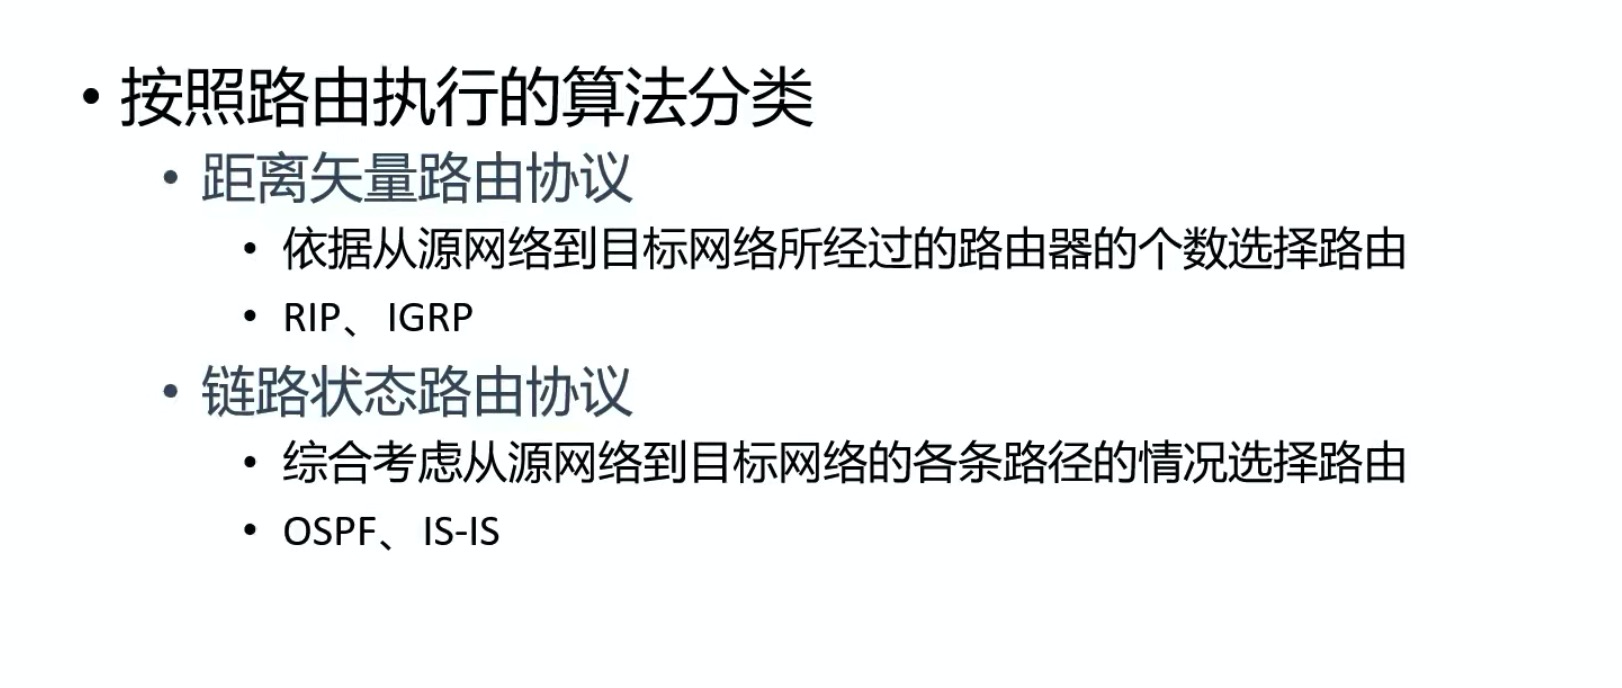 • 按照路由执行的算法分类
• 距离矢量路由协议
• 依据从源网络到目标网络所经过的路由器的个数选择路由
• RIP、IGRP
• 链路状态路由协议
• 综合考虑从源网络到目标网络的各条路径的情况选择路由
• OSPF、IS-IS